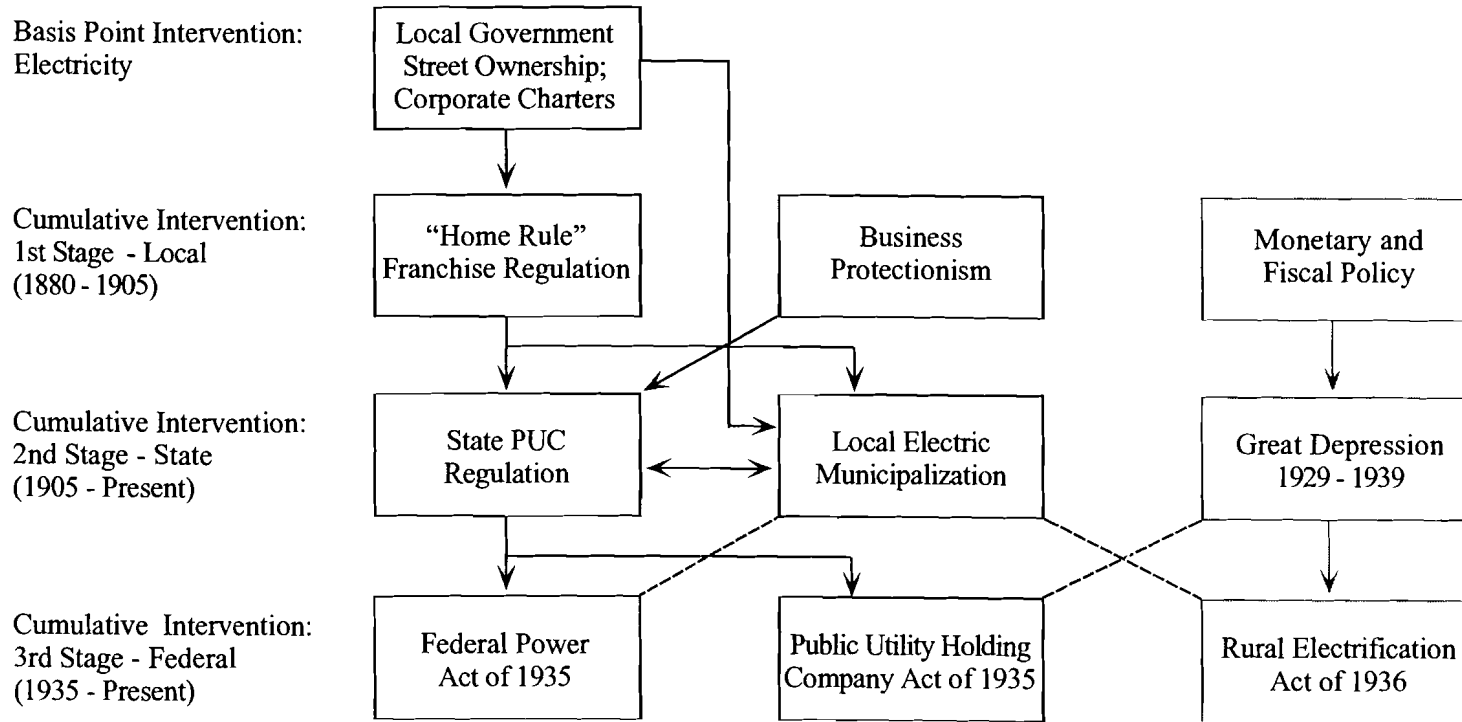 Basis Point Intervention:
Electricity
Local Government
Street Ownership;
Corporate Charters
Cumulative Intervention:
1st Stage - Local
(1880 - 1905)
“Home Rule”
Franchise Regulation
Business
Protectionism
Monetary and
Fiscal Policy
Cumulative Intervention:
2nd Stage - State
(1905 - Present)
State PUC
Regulation
Local Electric
Municipalization
Great Depression
1929 - 1939
Cumulative Intervention:
3rd Stage - Federal
(1935 - Present)
Federal Power
Act of 1935
Public Utility Holding
Company Act of 1935
Rural Electrification
Act of 1936